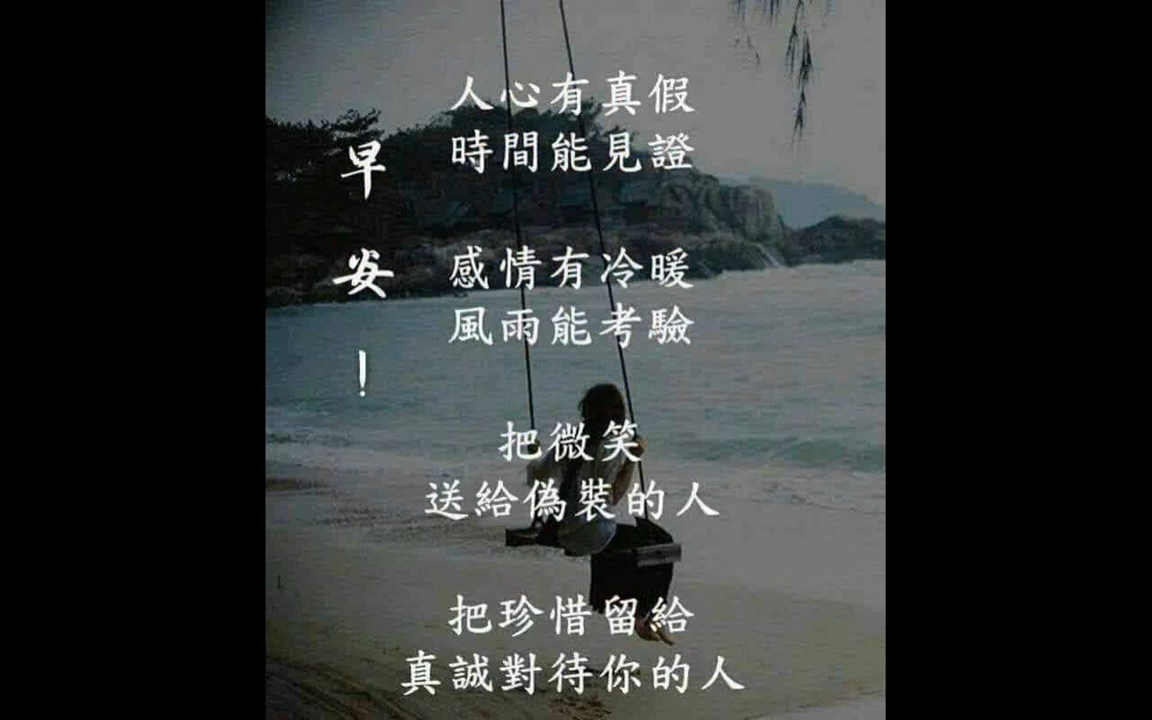 早安！
人心有真假
時間能見證
感情有冷暖
風雨能考驗
把微笑
送給偽裝的人
把珍惜留給
真誠對待你的人